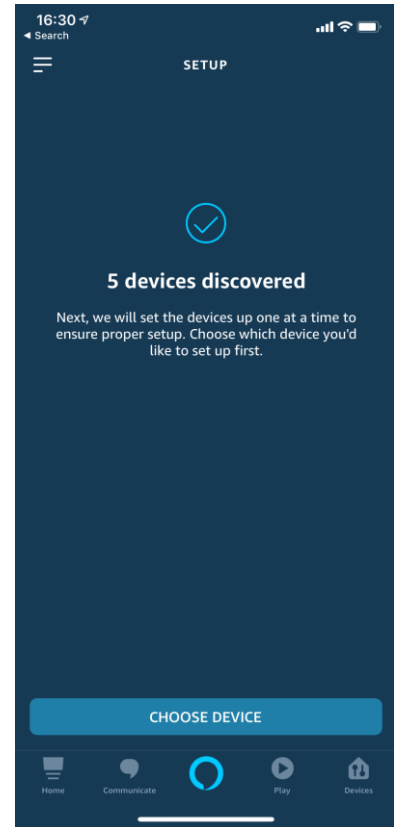 16:30
Search
SETUP
5 devices discovered
Next, we will set the devices up one at a time to
ensure proper setup. Choose which device you'd
like to set up first.
CHOOSE DEVICE
Home
Communicate
Play
Devices